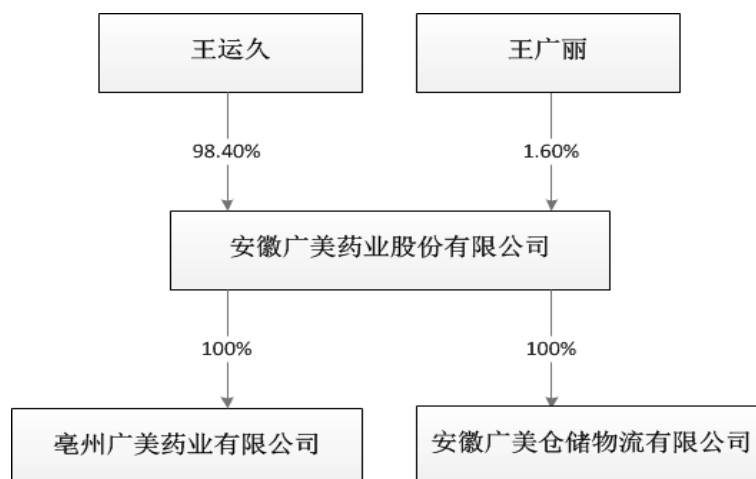 王运久
王广丽
98.40%
1.60%
安徽广美药业股份有限公司
100%
100%
亳州广美药业有限公司
安徽广美仓储物流有限公司